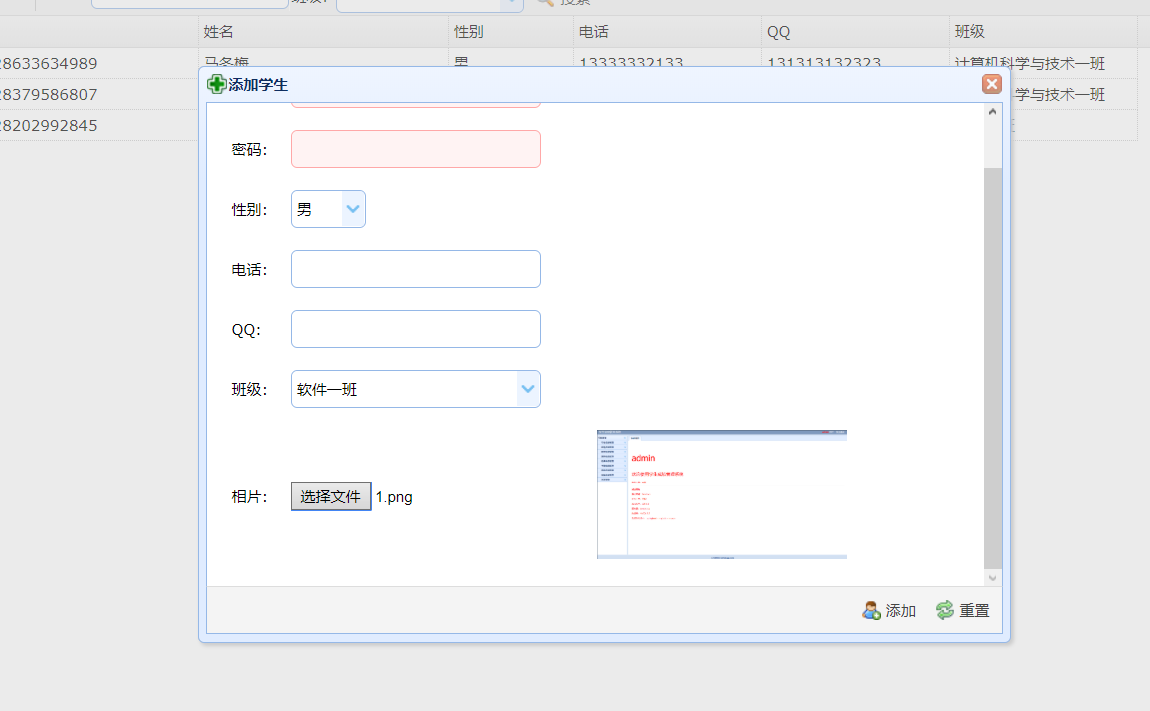 班级： 搜索
姓名 性别 电话 QQ 班级
28633634989 马冬梅 男 13333332133 131313132323 计算机科学与技术一班
28379586807 学与技术一班
28202992845
添加学生
密码：
性别： 男
电话：
QQ：
班级： 软件一班
admin
相片： 选择文件 1.png
添加 重置